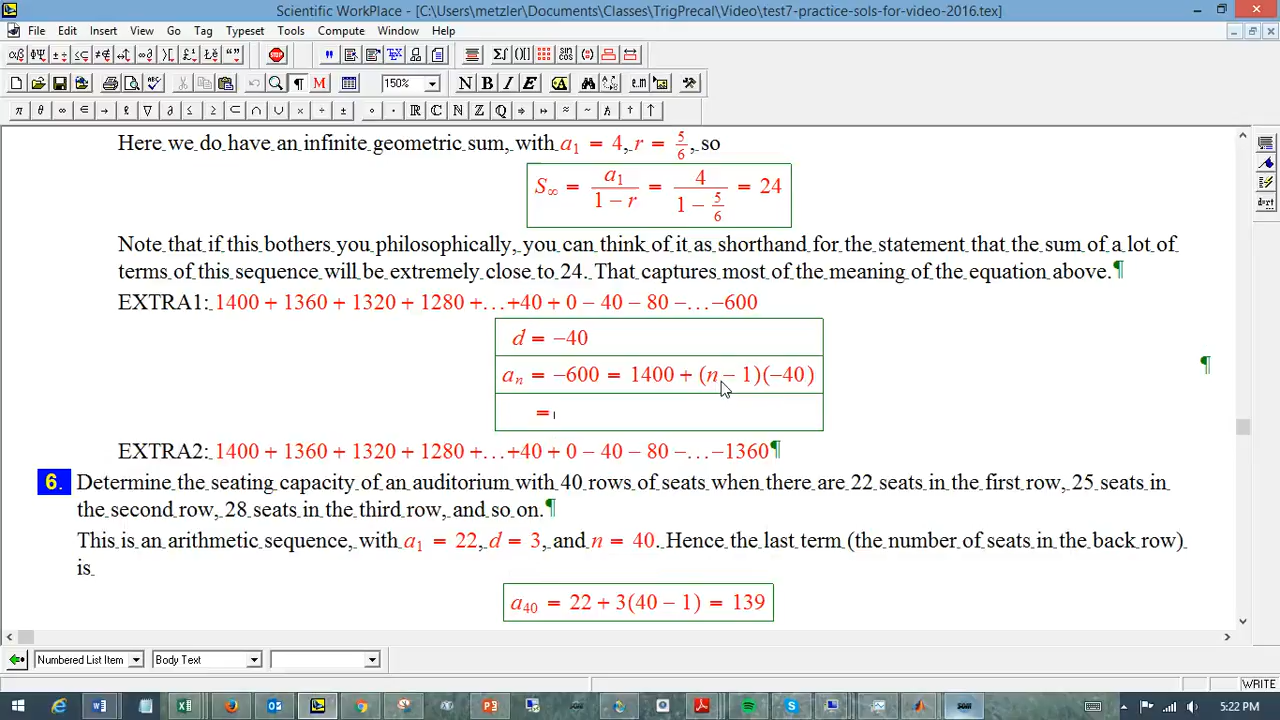 Scientific WorkPlace - [C:\Users\metzler\Documents\Classes\TrigPrecal\Video\test7-practice-sols-for-video-2016.tex]
File Edit Insert View Go Tag Typeset Tools Compute Window Help
150%
Here we do have an infinite geometric sum, with a₁ = 4, r = 5/6, so
S∞ = a₁/(1 − r) = 4/(1 − 5/6) = 24
Note that if this bothers you philosophically, you can think of it as shorthand for the statement that the sum of a lot of
terms of this sequence will be extremely close to 24. That captures most of the meaning of the equation above.¶
EXTRA1: 1400 + 1360 + 1320 + 1280 +…+40 + 0 − 40 − 80 −…−600
d = −40
aₙ = −600 = 1400 + (n − 1)(−40)
¶
=
EXTRA2: 1400 + 1360 + 1320 + 1280 +…+40 + 0 − 40 − 80 −…−1360¶
6. Determine the seating capacity of an auditorium with 40 rows of seats when there are 22 seats in the first row, 25 seats in
the second row, 28 seats in the third row, and so on.¶
This is an arithmetic sequence, with a₁ = 22, d = 3, and n = 40. Hence the last term (the number of seats in the back row)
is
a₄₀ = 22 + 3(40 − 1) = 139
Numbered List Item Body Text
WRITE
5:22 PM